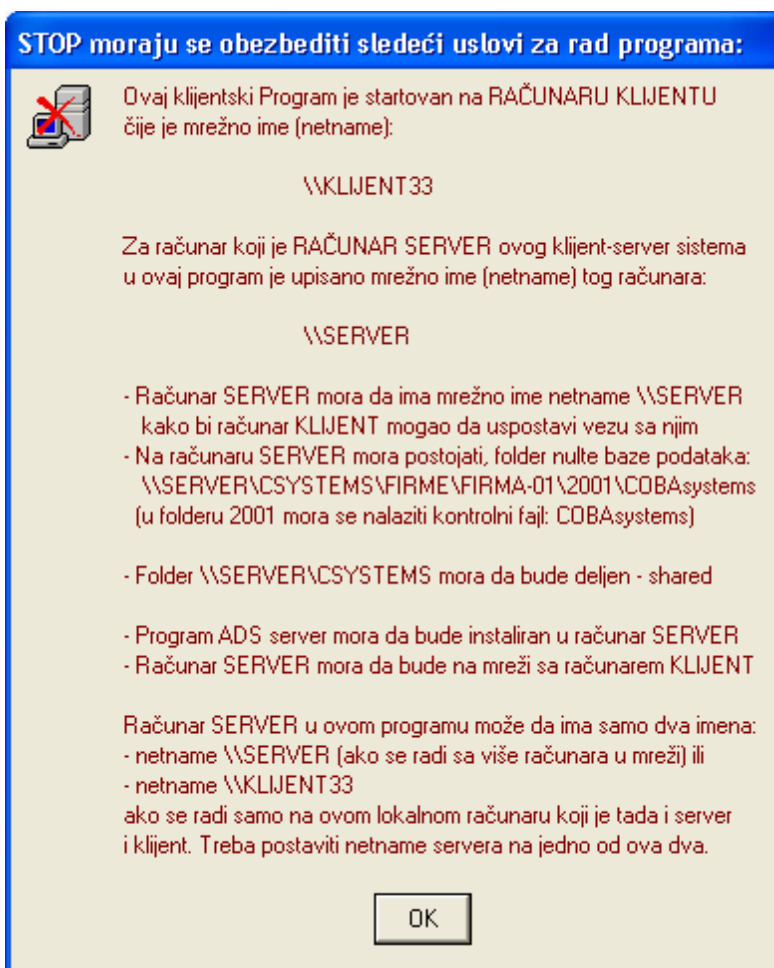 STOP moraju se obezbediti sledeći uslovi za rad programa:
Ovaj klijentski Program je startovan na RAČUNARU KLIJENTU
čije je mrežno ime (netname):
\\KLIJENT33
Za računar koji je RAČUNAR SERVER ovog klijent-server sistema
u ovaj program je upisano mrežno ime (netname) tog računara:
\\SERVER
- Računar SERVER mora da ima mrežno ime netname \\SERVER
kako bi računar KLIJENT mogao da uspostavi vezu sa njim
- Na računaru SERVER mora postojati, folder nulte baze podataka:
\\SERVER\CSYSTEMS\FIRME\FIRMA-01\2001\COBAsystems
(u folderu 2001 mora se nalaziti kontrolni fajl: COBAsystems)
- Folder \\SERVER\CSYSTEMS mora da bude deljen - shared
- Program ADS server mora da bude instaliran u računar SERVER
- Računar SERVER mora da bude na mreži sa računarem KLIJENT
Računar SERVER u ovom programu može da ima samo dva imena:
- netname \\SERVER (ako se radi sa više računara u mreži) ili
- netname \\KLIJENT33
ako se radi samo na ovom lokalnom računaru koji je tada i server
i klijent. Treba postaviti netname servera na jedno od ova dva.
OK